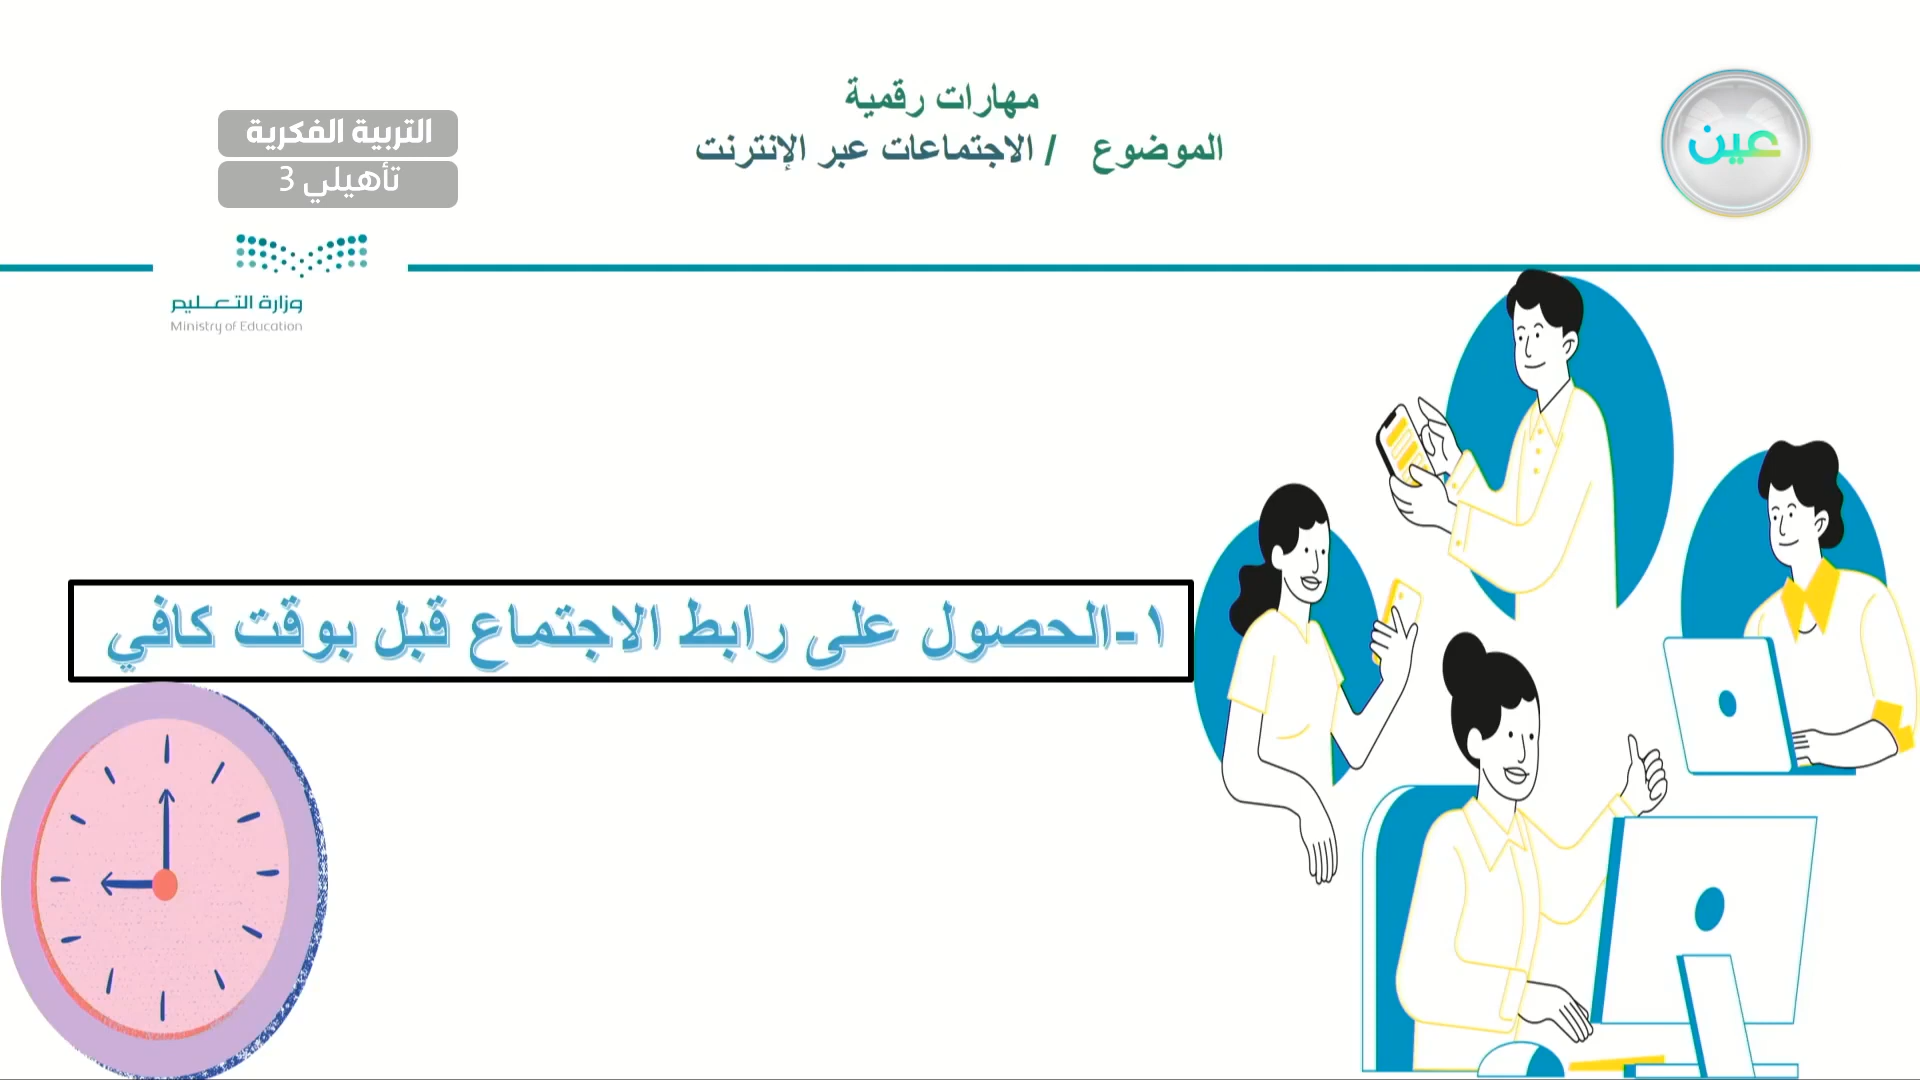 مهارات رقمية
الموضوع / الاجتماعات عبر الإنترنت
عين
التربية الفكرية
تأهيلي 3
وزارة التعليم
Ministry of Education
١-الحصول على رابط الاجتماع قبل بوقت كافي